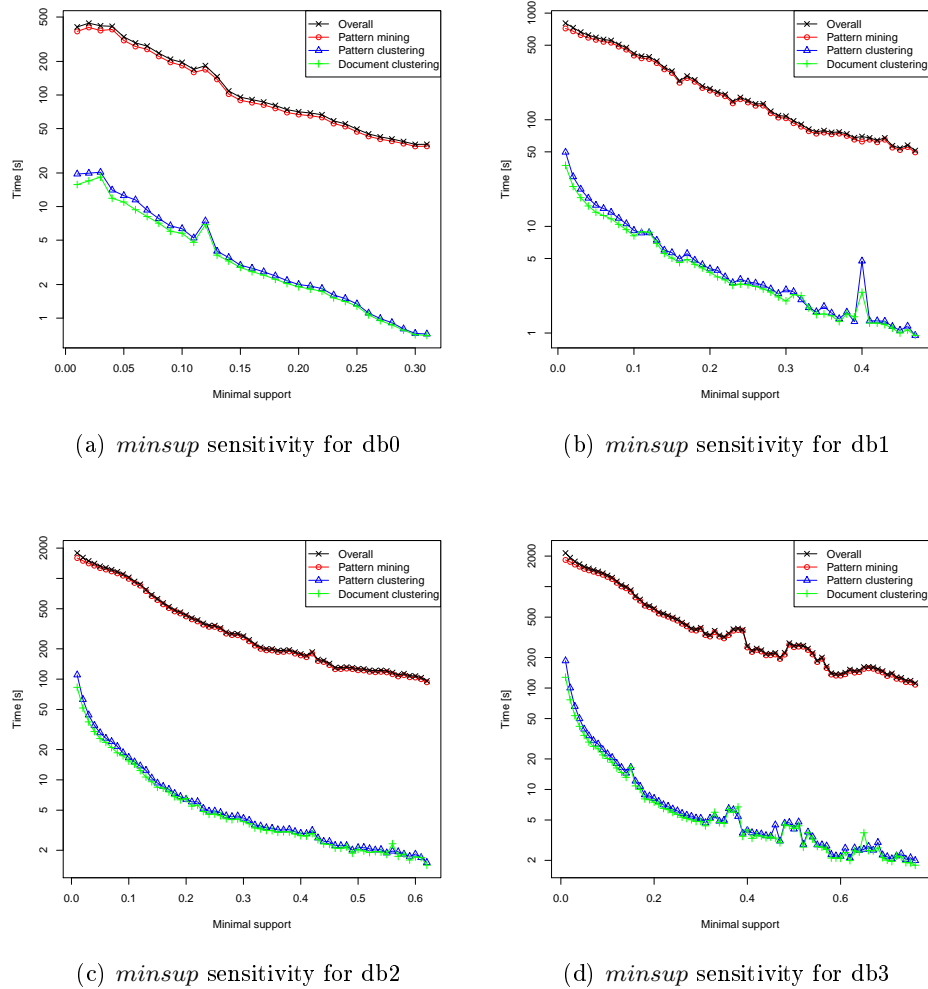 Overall
Pattern mining
Pattern clustering
Document clustering
Time [s]
500
200
100
50
20
10
5
2
1
0.00 0.05 0.10 0.15 0.20 0.25 0.30
Minimal support
(a) minsup sensitivity for db0
Overall
Pattern mining
Pattern clustering
Document clustering
Time [s]
1000
500
100
50
10
5
1
0.0 0.1 0.2 0.3 0.4
Minimal support
(b) minsup sensitivity for db1
Overall
Pattern mining
Pattern clustering
Document clustering
Time [s]
2000
500
200
100
50
20
10
5
2
0.0 0.1 0.2 0.3 0.4 0.5 0.6
Minimal support
(c) minsup sensitivity for db2
Overall
Pattern mining
Pattern clustering
Document clustering
Time [s]
5000
2000
500
200
100
50
20
10
5
2
0.0 0.2 0.4 0.6
Minimal support
(d) minsup sensitivity for db3